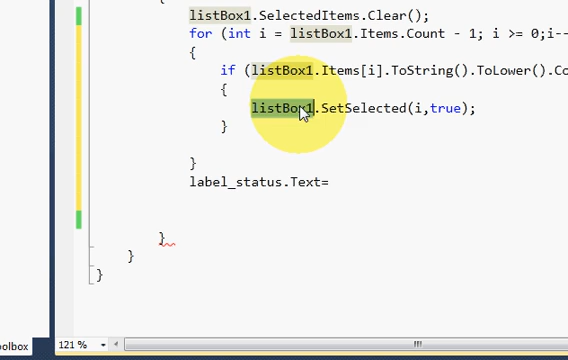 {
listBox1.SelectedItems.Clear();
for (int i = listBox1.Items.Count - 1; i >= 0;i--
{
if (listBox1.Items[i].ToString().ToLower().Co
{
listBox1.SetSelected(i,true);
}
}
label_status.Text=
}
}
}
oolbox
121 %